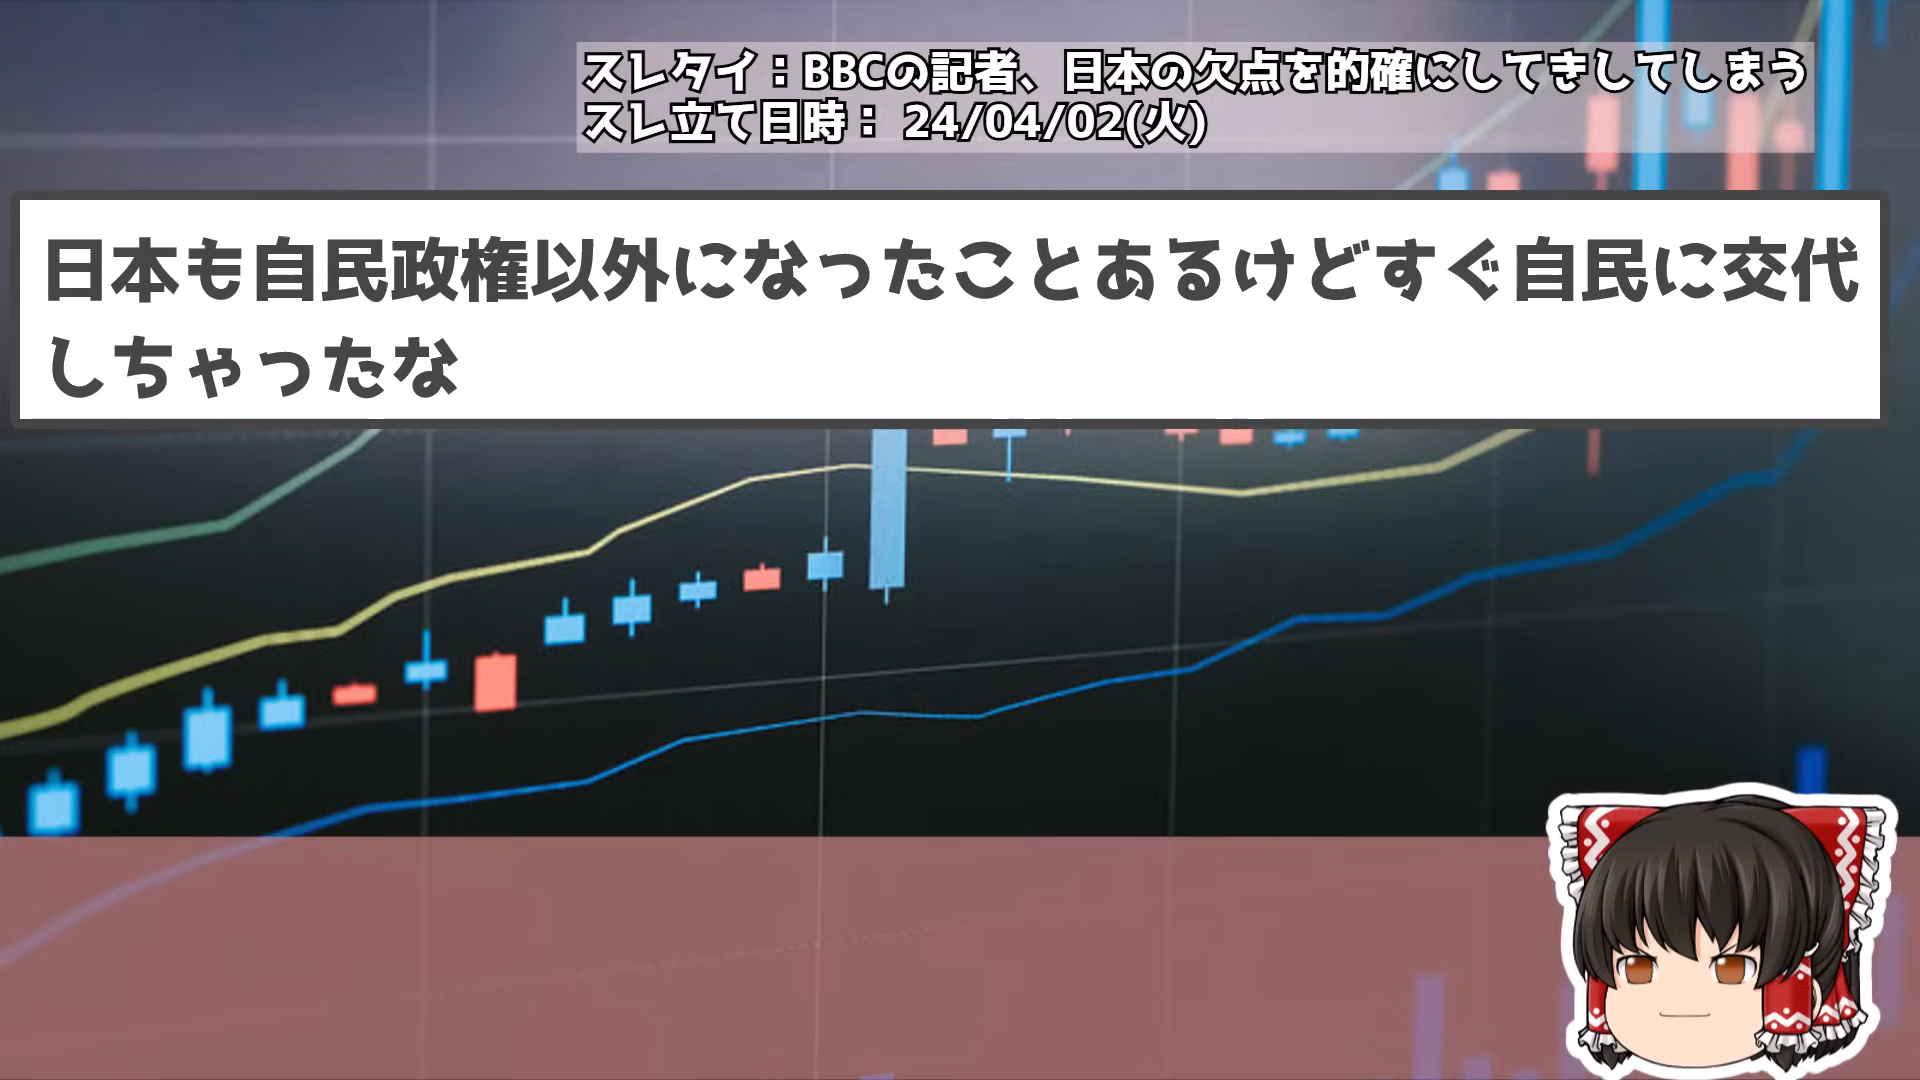 スレタイ：BBCの記者、日本の欠点を的確にしてきしてしまう
スレ立て日時： 24/04/02(火)
日本も自民政権以外になったことあるけどすぐ自民に交代
しちゃったな